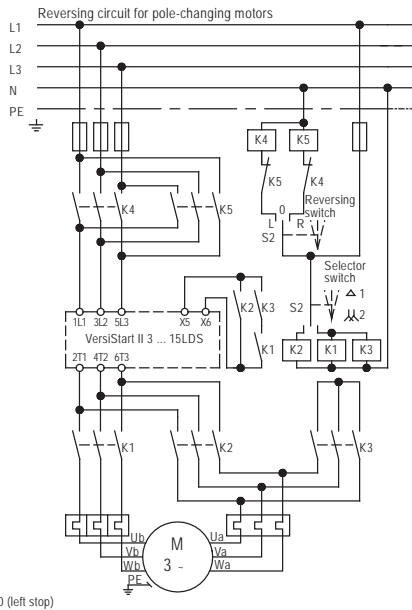 Reversing circuit for pole-changing motors
L1
L2
L3
N
PE
K4 K5
K5 K4
K4 K5
L 0 R
Reversing
switch
S2
Selector
switch
S2
1
2
1L1 3L2 5L3 X5 X6
K2 K3
VersiStart II 3 ... 15LDS
K1
K2 K1 K3
2T1 4T2 6T3
K1 K2 K3
Ub Ua
Vb Va
Wb Wa
PE
M
3 ~
0 (left stop)